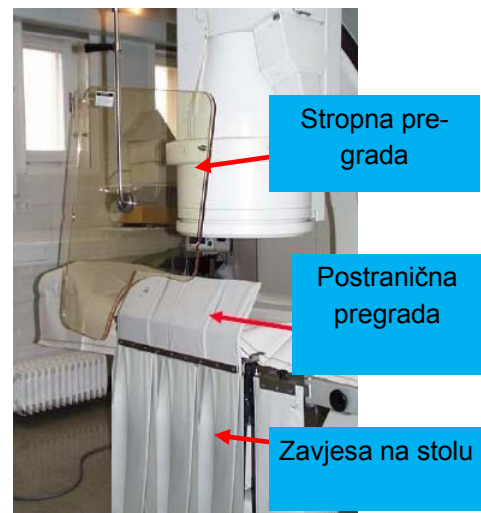 Stropna pre-
grada
Postranična
pregrada
Zavjesa na stolu